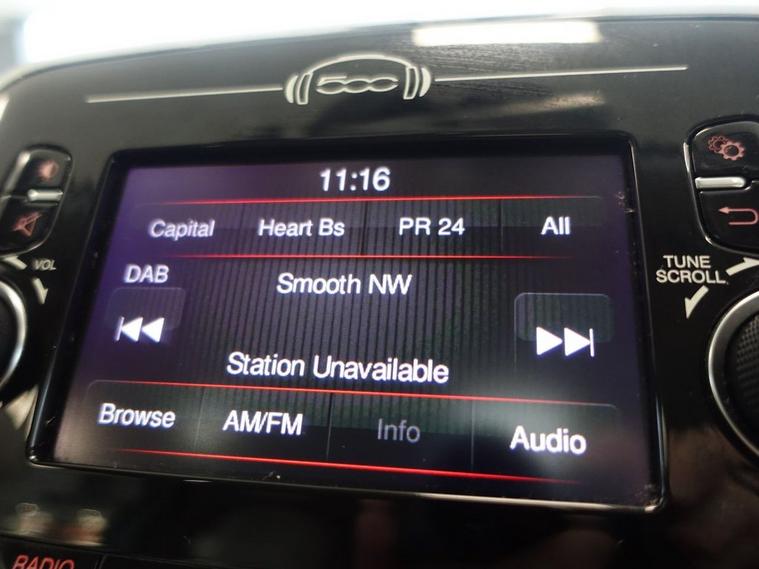 500
11:16
Capital Heart Bs PR 24 All
DAB
Smooth NW
Station Unavailable
Browse AM/FM Info Audio
VOL
TUNE
SCROLL
RADIO